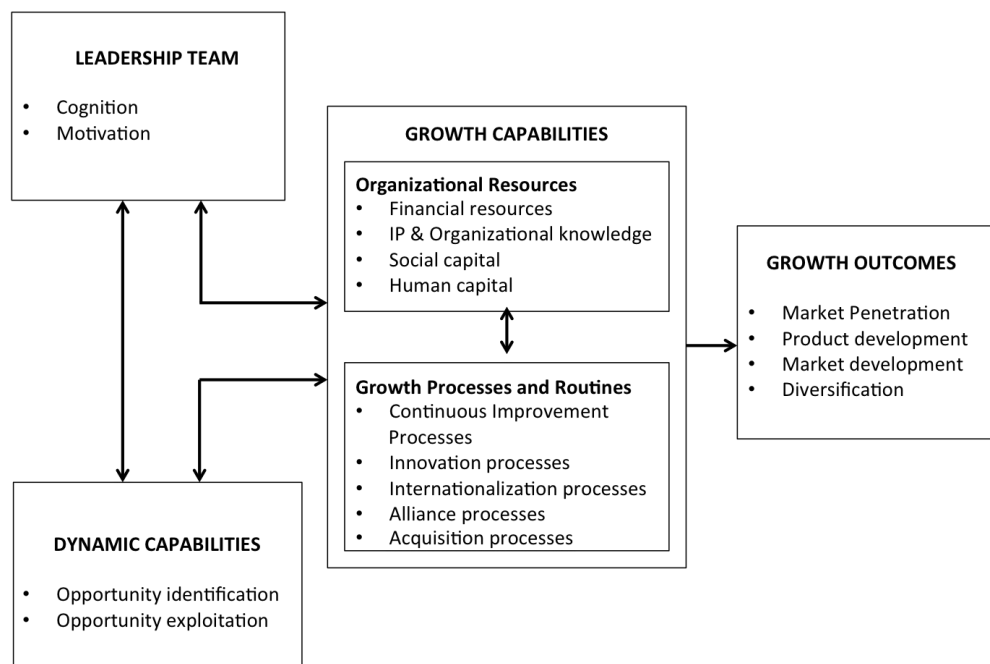 LEADERSHIP TEAM
• Cognition
• Motivation
GROWTH CAPABILITIES
Organizational Resources
• Financial resources
• IP & Organizational knowledge
• Social capital
• Human capital
Growth Processes and Routines
• Continuous Improvement
Processes
• Innovation processes
• Internationalization processes
• Alliance processes
• Acquisition processes
GROWTH OUTCOMES
• Market Penetration
• Product development
• Market development
• Diversification
DYNAMIC CAPABILITIES
• Opportunity identification
• Opportunity exploitation